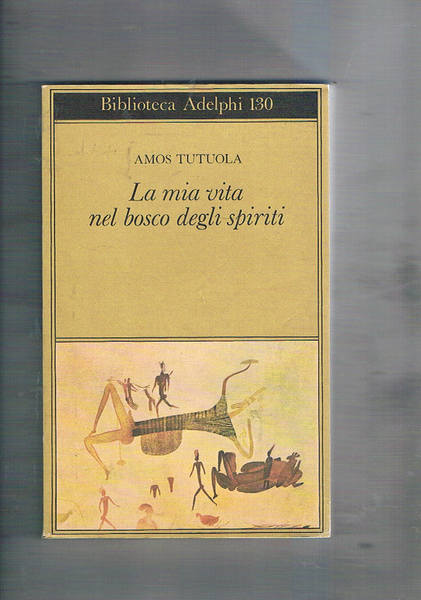 Biblioteca Adelphi 130
AMOS TUTUOLA
La mia vita
nel bosco degli spiriti